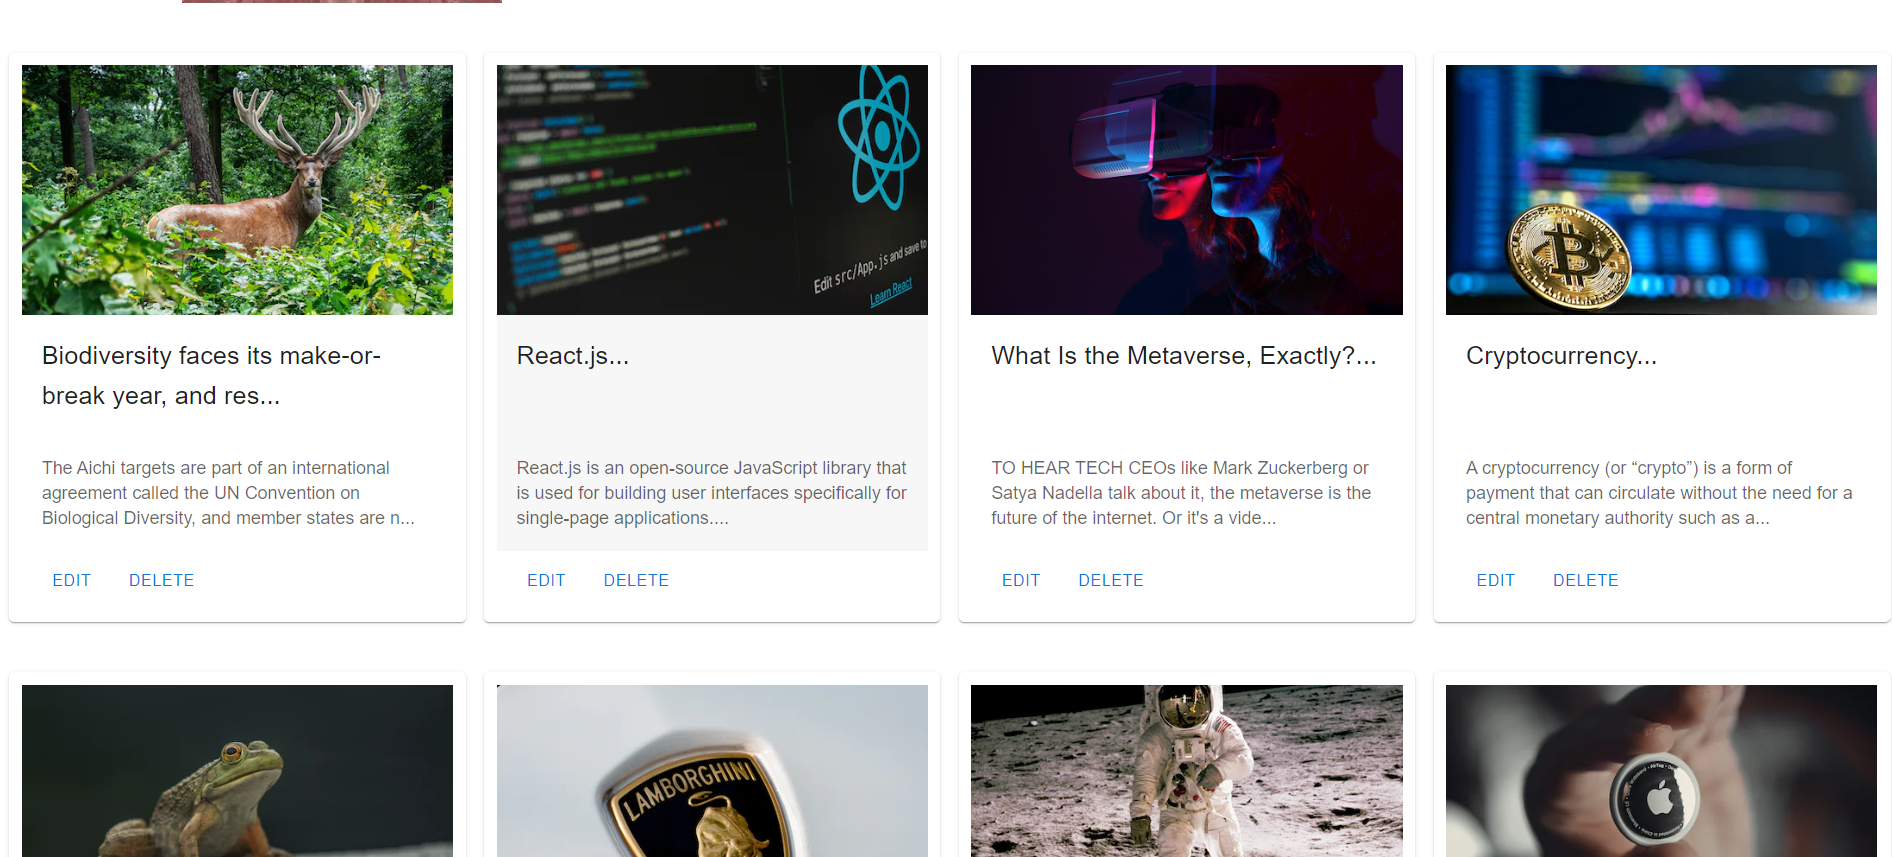 Edit src/App.js and save to
Learn React
Biodiversity faces its make-or-
break year, and res...
React.js...
What Is the Metaverse, Exactly?...
Cryptocurrency...
The Aichi targets are part of an international
agreement called the UN Convention on
Biological Diversity, and member states are n...
React.js is an open-source JavaScript library that
is used for building user interfaces specifically for
single-page applications....
TO HEAR TECH CEOs like Mark Zuckerberg or
Satya Nadella talk about it, the metaverse is the
future of the internet. Or it's a vide...
A cryptocurrency (or “crypto”) is a form of
payment that can circulate without the need for a
central monetary authority such as a...
EDIT DELETE
EDIT DELETE
EDIT DELETE
EDIT DELETE
LAMBORGHINI
AirTag